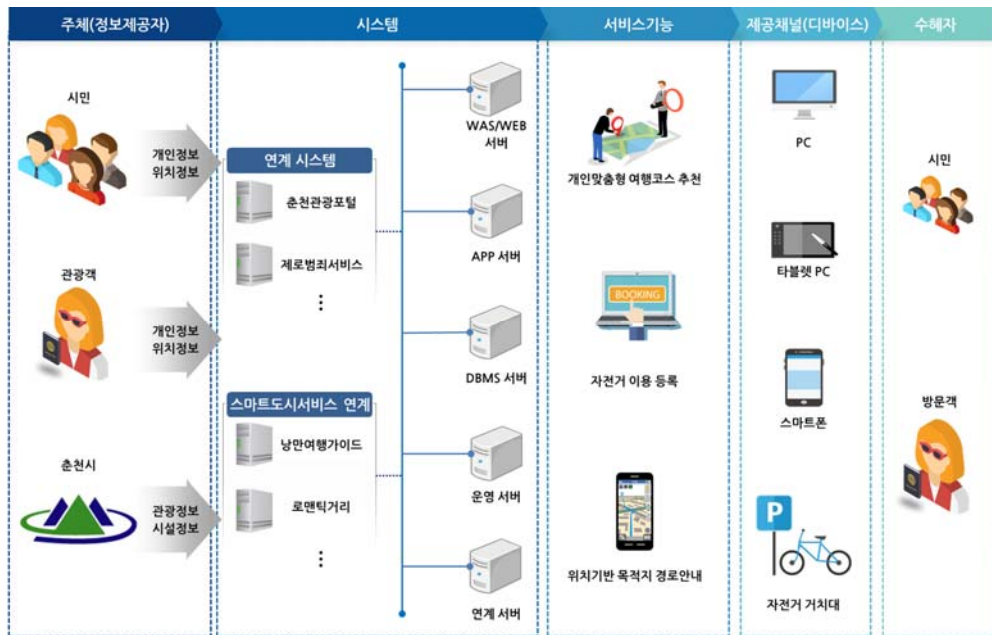 주체(정보제공자)
시스템
서비스기능
제공채널(디바이스)
수혜자
시민
개인정보
위치정보
관광객
개인정보
위치정보
춘천시
관광정보
시설정보
연계 시스템
춘천관광포털
제로범죄서비스
스마트도시서비스 연계
낭만여행가이드
로맨틱거리
WAS/WEB
서버
APP 서버
DBMS 서버
운영 서버
연계 서버
개인맞춤형 여행코스 추천
BOOKING
자전거 이용 등록
위치기반 목적지 경로안내
PC
타블렛 PC
스마트폰
P
자전거 거치대
시민
방문객